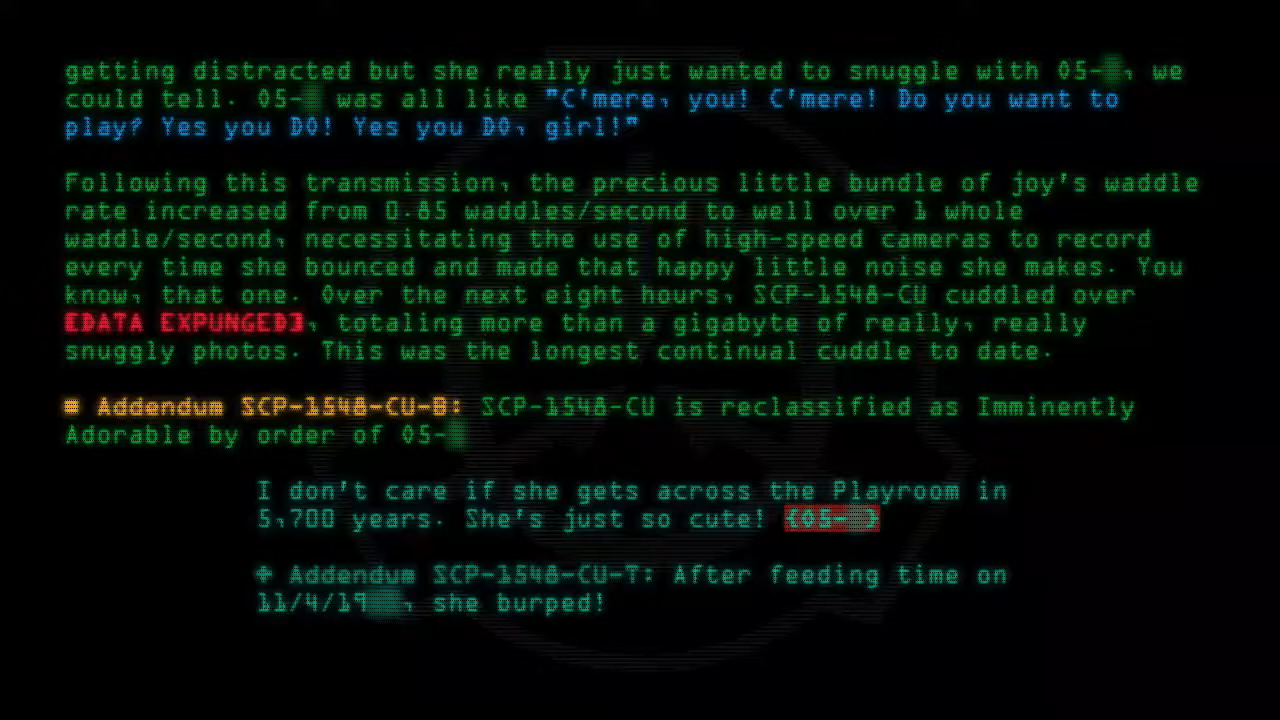 getting distracted but she really just wanted to snuggle with 05-█, we
could tell. 05-█ was all like "C'mere, you! C'mere! Do you want to
play? Yes you DO! Yes you DO, girl!"
Following this transmission, the precious little bundle of joy's waddle
rate increased from 0.85 waddles/second to well over 1 whole
waddle/second, necessitating the use of high-speed cameras to record
every time she bounced and made that happy little noise she makes. You
know, that one. Over the next eight hours, SCP-1548-CU cuddled over
[DATA EXPUNGED], totaling more than a gigabyte of really, really
snuggly photos. This was the longest continual cuddle to date.
■ Addendum SCP-1548-CU-B: SCP-1548-CU is reclassified as Imminently
Adorable by order of 05-█
I don't care if she gets across the Playroom in
5,700 years. She's just so cute! (05-█)
+ Addendum SCP-1548-CU-T: After feeding time on
11/4/19██, she burped!